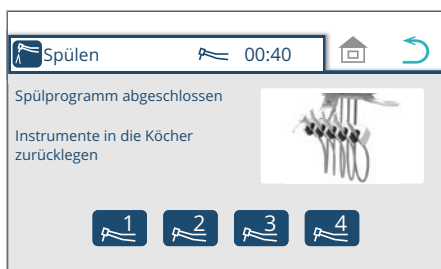 Spülen 00:40
Spülprogramm abgeschlossen
Instrumente in die Köcher
zurücklegen
1 2 3 4